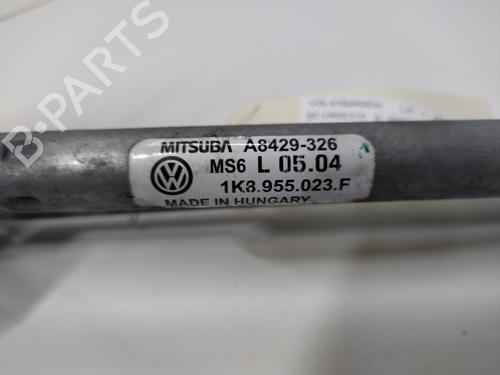 MITSUBA A8429-326
MS6 L 05.04
1K8.955.023.F
MADE IN HUNGARY
B PARTS